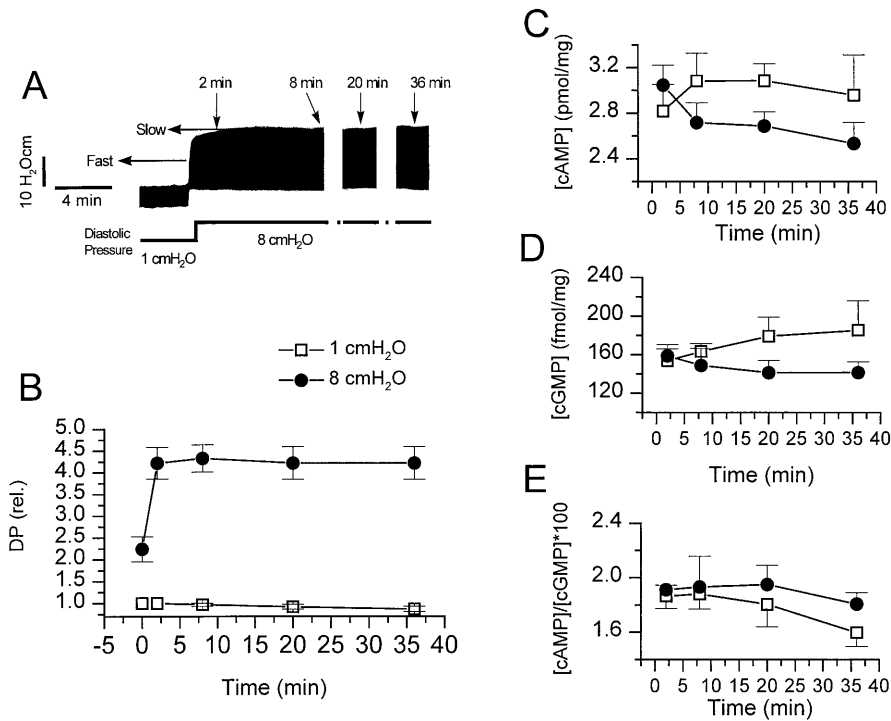 A
2 min
8 min
20 min
36 min
Slow
Fast
10 H2Ocm
4 min
Diastolic
Pressure
1 cmH2O
8 cmH2O
1 cmH2O
8 cmH2O
B
DP (rel.)
5.0
4.5
4.0
3.5
3.0
2.5
2.0
1.5
1.0
-5 0 5 10 15 20 25 30 35 40
Time (min)
C
[cAMP] (pmol/mg)
3.2
2.8
2.4
0 5 10 15 20 25 30 35 40
Time (min)
D
[cGMP] (fmol/mg)
240
200
160
120
0 5 10 15 20 25 30 35 40
Time (min)
E
[cAMP]/[cGMP]*100
2.4
2.0
1.6
0 5 10 15 20 25 30 35 40
Time (min)